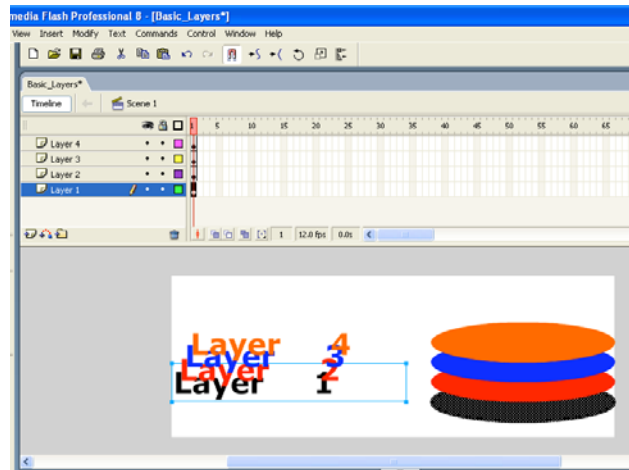 media Flash Professional 8 - [Basic_Layers*]
View Insert Modify Text Commands Control Window Help
Basic_Layers*
Timeline Scene 1
1 5 10 15 20 25 30 35 40 45 50 55 60 65
Layer 4
Layer 3
Layer 2
Layer 1
1 12.0 fps 0.0s
Layer 4
Layer 3
Layer 2
Layer 1